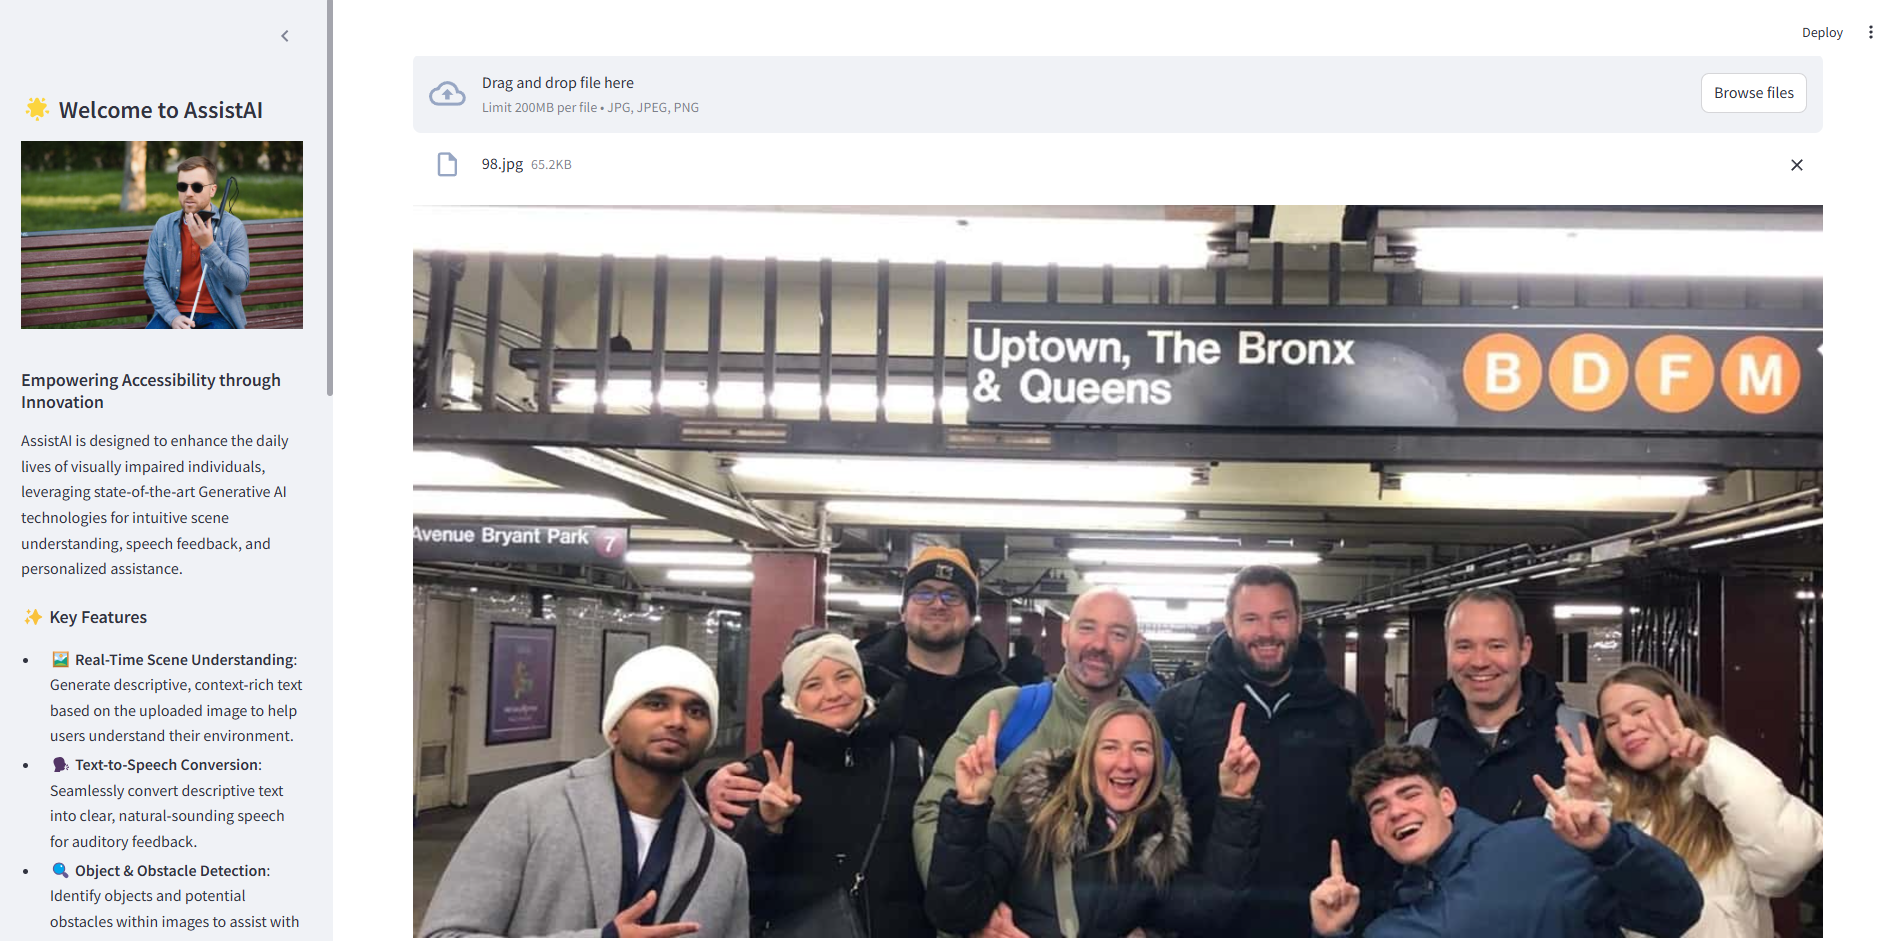 Welcome to AssistAI
Empowering Accessibility through
Innovation
AssistAI is designed to enhance the daily
lives of visually impaired individuals,
leveraging state-of-the-art Generative AI
technologies for intuitive scene
understanding, speech feedback, and
personalized assistance.
Key Features
Real-Time Scene Understanding:
Generate descriptive, context-rich text
based on the uploaded image to help
users understand their environment.
Text-to-Speech Conversion:
Seamlessly convert descriptive text
into clear, natural-sounding speech
for auditory feedback.
Object & Obstacle Detection:
Identify objects and potential
obstacles within images to assist with
Deploy
Drag and drop file here
Limit 200MB per file • JPG, JPEG, PNG
Browse files
98.jpg 65.2KB
Uptown, The Bronx
& Queens
B D F M
Avenue Bryant Park 7